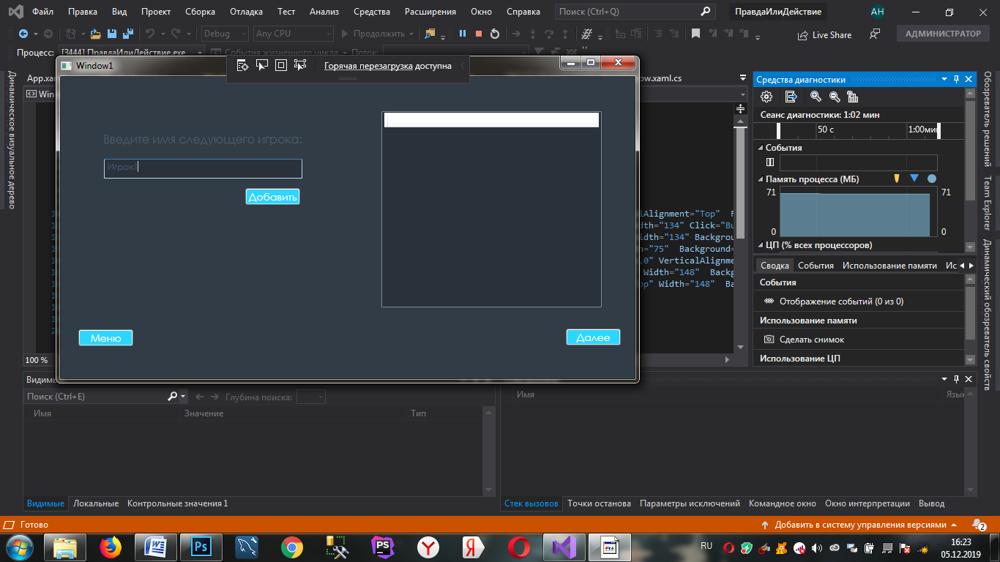 Файл Правка Вид Проект Сборка Отладка Тест Анализ Средства Расширения Окно Справка Поиск (Ctrl+Q) ПравдаИлиДействие АН
Debug Any CPU Продолжить Live Share АДМИНИСТРАТОР
Процесс: [3444] ПравдаИлиДействие.exe События жизненного цикла Поток:
Window1
Горячая перезагрузка доступна
App.xa
ow.xaml.cs
Win
Динамическое визуальное дерево
Введите имя следующего игрока:
Игрок1
Добавить
Меню
Далее
lAlignment="Top" F
dth="134" Click="Bu
idth="134" Backgrou
h="75" Background=
,0" VerticalAlignme
Width="148" Backg
op" Width="148" Ba
100 %
Средства диагностики
Сеанс диагностики: 1:02 мин
50 с 1:00мин
События
Память процесса (МБ)
71 71
0 0
ЦП (% всех процессоров)
Сводка События Использование памяти Ис
События
Отображение событий (0 из 0)
Использование памяти
Сделать снимок
Использование ЦП
Обозреватель решений
Team Explorer
Динамический обозреватель свойств
Видимы
Поиск (Ctrl+E) Глубина поиска:
Имя Значение Тип
Имя Язык
Видимые Локальные Контрольные значения 1
Стек вызовов Точки останова Параметры исключений Командное окно Окно интерпретации Вывод
Готово
Добавить в систему управления версиями
2
RU
16:23
05.12.2019